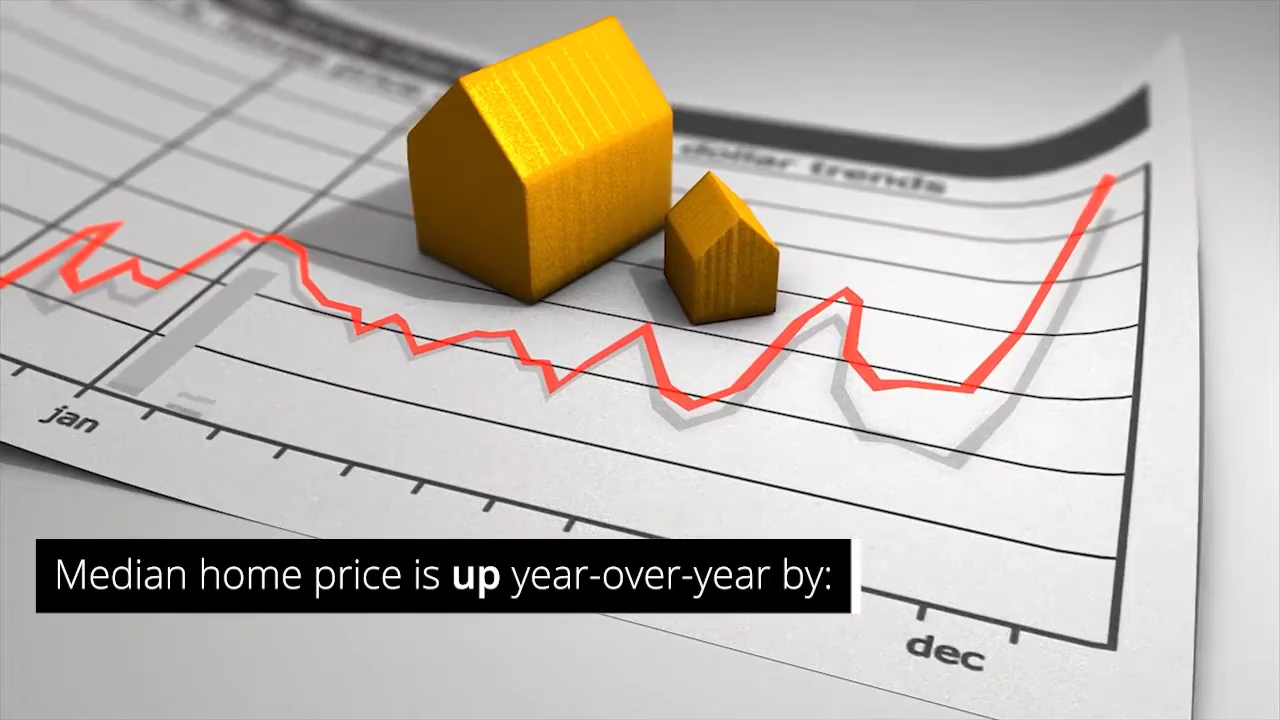 dollar trends
jan
Median home price is up year-over-year by:
dec